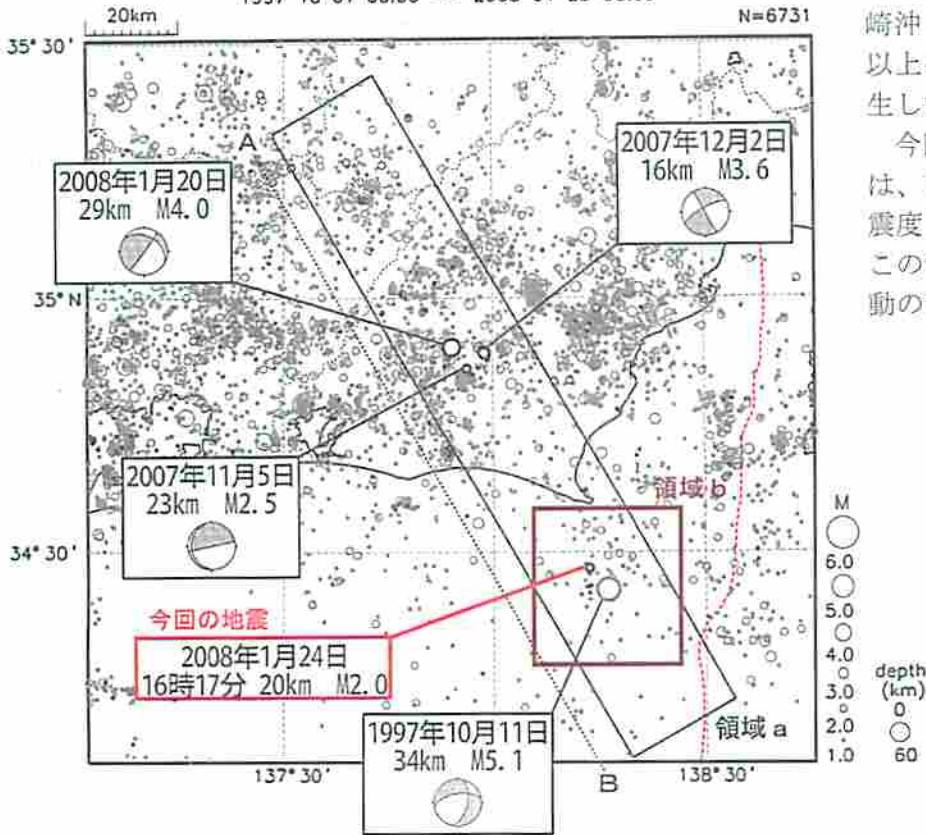 20km
N=6731
35°30'
A
2008年1月20日
29km M4.0
2007年12月2日
16km M3.6
35°N
2007年11月5日
23km M2.5
領域b
34°30'
今回の地震
2008年1月24日
16時17分 20km M2.0
1997年10月11日
34km M5.1
領域a
B
137°30'
138°30'
M
6.0
5.0
4.0
3.0
2.0
1.0
depth
(km)
0
60
崎沖
以上
生し
今
は、
震度
この
動の